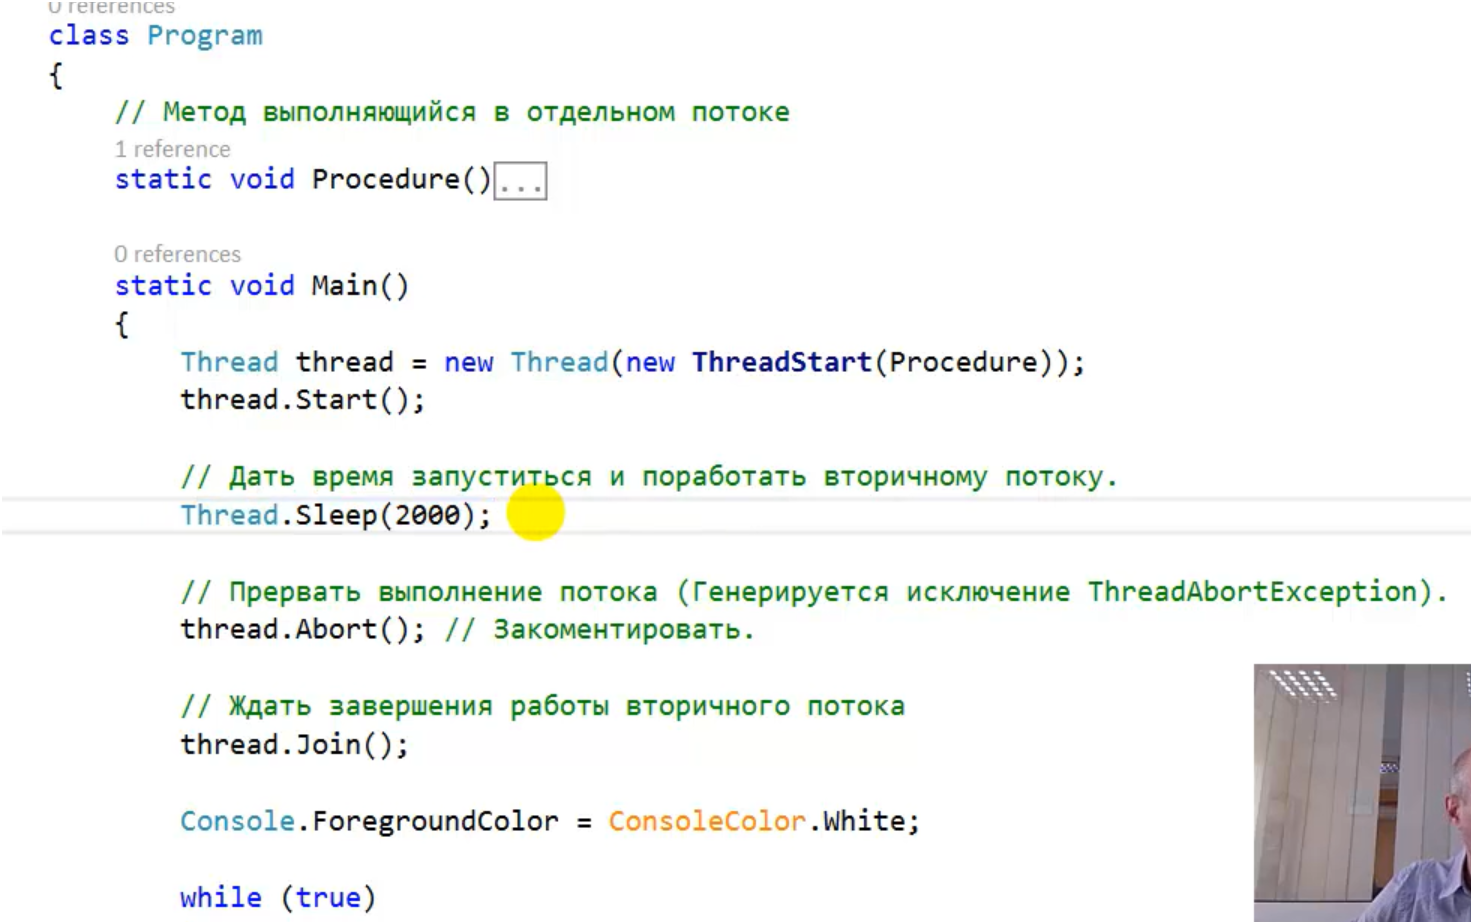 0 references
class Program
{
// Метод выполняющийся в отдельном потоке
1 reference
static void Procedure()...
0 references
static void Main()
{
Thread thread = new Thread(new ThreadStart(Procedure));
thread.Start();
// Дать время запуститься и поработать вторичному потоку.
Thread.Sleep(2000);
// Прервать выполнение потока (Генерируется исключение ThreadAbortException).
thread.Abort(); // Закоментировать.
// Ждать завершения работы вторичного потока
thread.Join();
Console.ForegroundColor = ConsoleColor.White;
while (true)